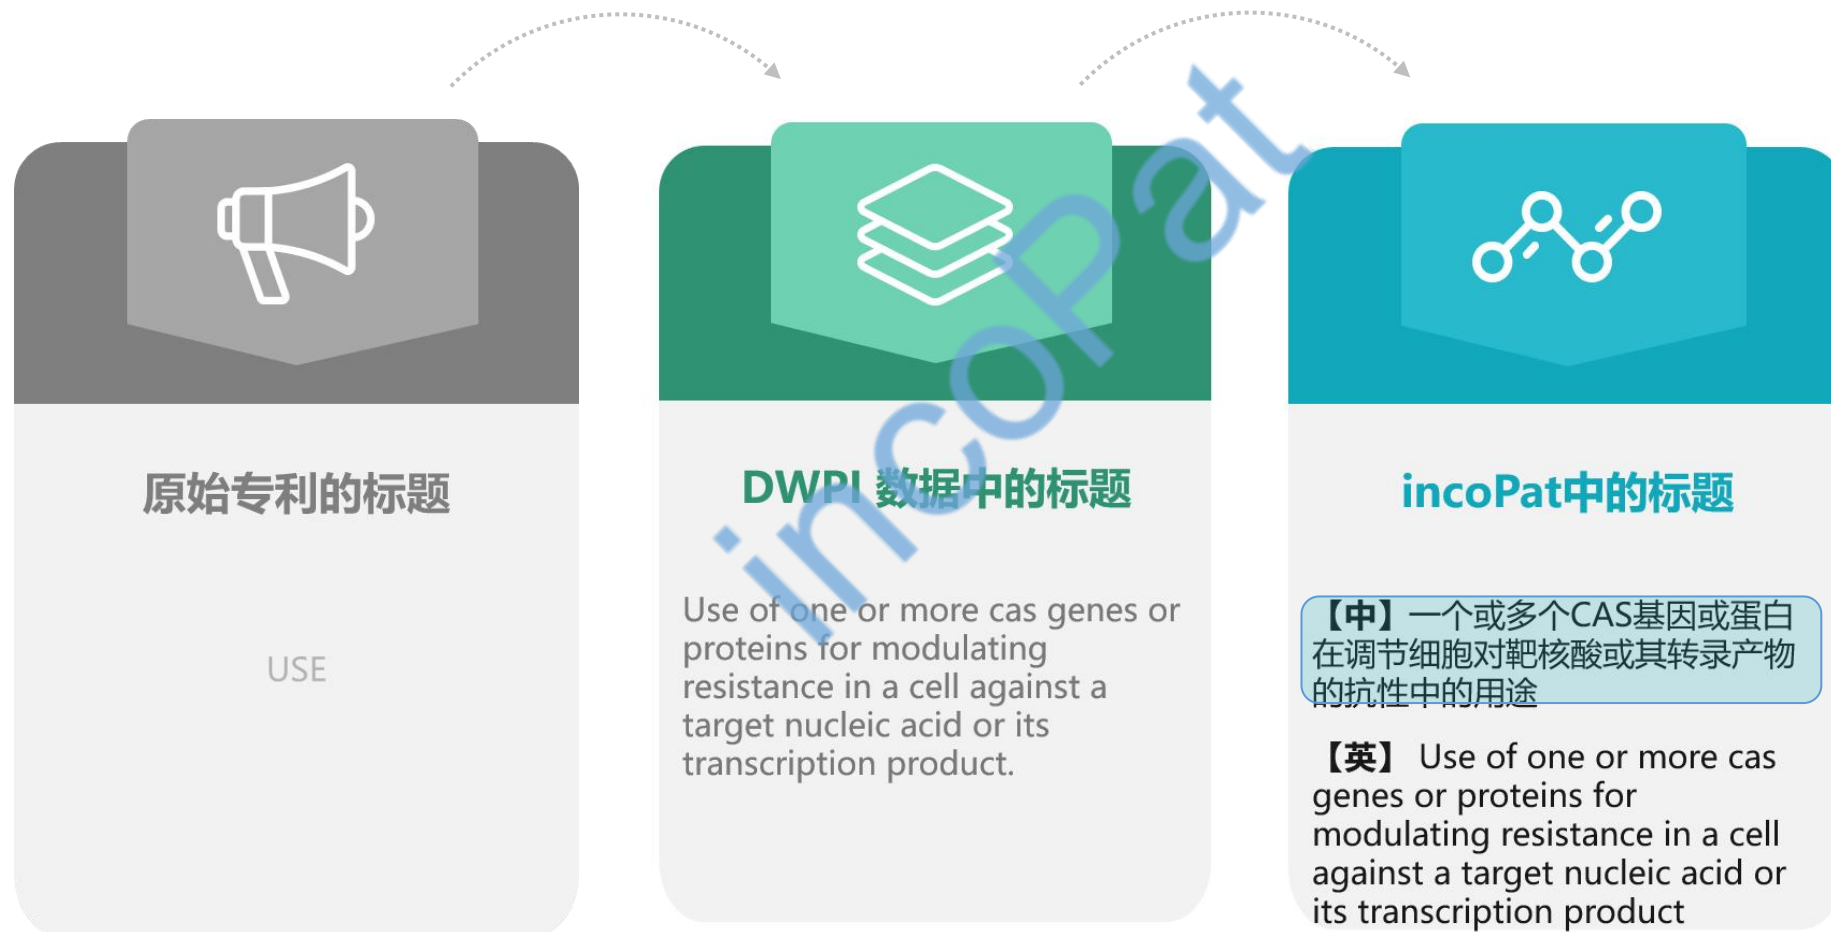 原始专利的标题
USE
DWPI 数据中的标题
Use of one or more cas genes or
proteins for modulating
resistance in a cell against a
target nucleic acid or its
transcription product.
incoPat中的标题
【中】一个或多个CAS基因或蛋白
在调节细胞对靶核酸或其转录产物
的抗性中的用途
【英】 Use of one or more cas
genes or proteins for
modulating resistance in a cell
against a target nucleic acid or
its transcription product
incoPat